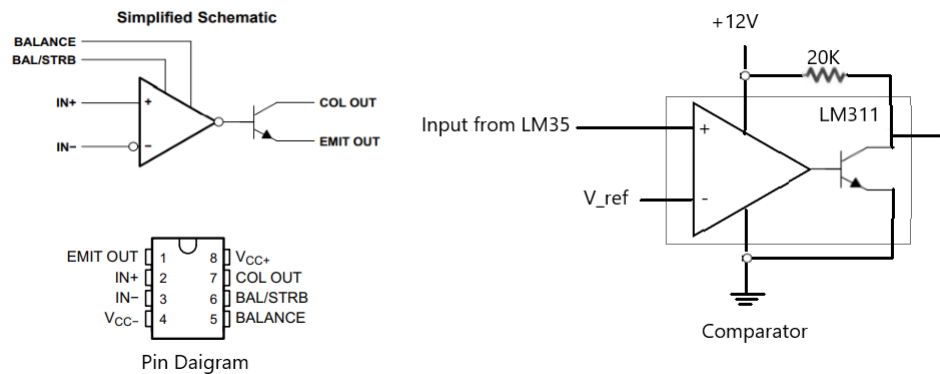 Simplified Schematic
BALANCE
BAL/STRB
IN+
+
COL OUT
IN−
−
EMIT OUT
EMIT OUT 1 8 VCC+
IN+ 2 7 COL OUT
IN− 3 6 BAL/STRB
VCC− 4 5 BALANCE
Pin Daigram
+12V
20K
LM311
Input from LM35
+
V_ref
-
Comparator